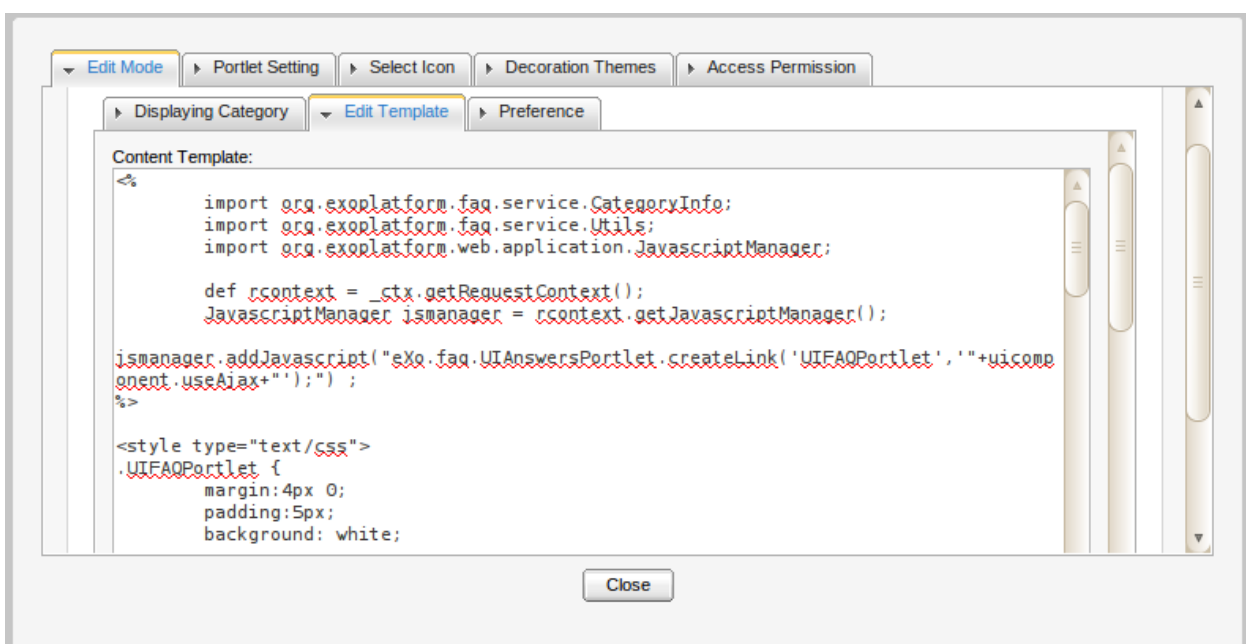 Edit Mode Portlet Setting Select Icon Decoration Themes Access Permission
Displaying Category Edit Template Preference
Content Template:
<%
import org.exoplatform.faq.service.CategoryInfo;
import org.exoplatform.faq.service.Utils;
import org.exoplatform.web.application.JavascriptManager;
def rcontext = _ctx.getRequestContext();
JavascriptManager jsmanager = rcontext.getJavascriptManager();
jsmanager.addJavascript("eXo.faq.UIAnswersPortlet.createLink('UIFAQPortlet','"+uicomp
onent.useAjax+"');") ;
%>
<style type="text/css">
.UIFAQPortlet {
margin:4px 0;
padding:5px;
background: white;
Close